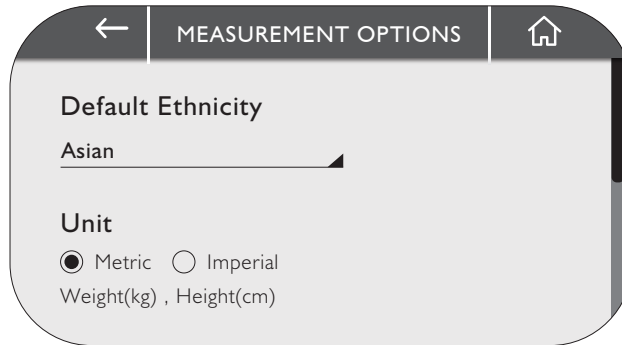 MEASUREMENT OPTIONS
Default Ethnicity
Asian
Unit
Metric Imperial
Weight(kg) , Height(cm)